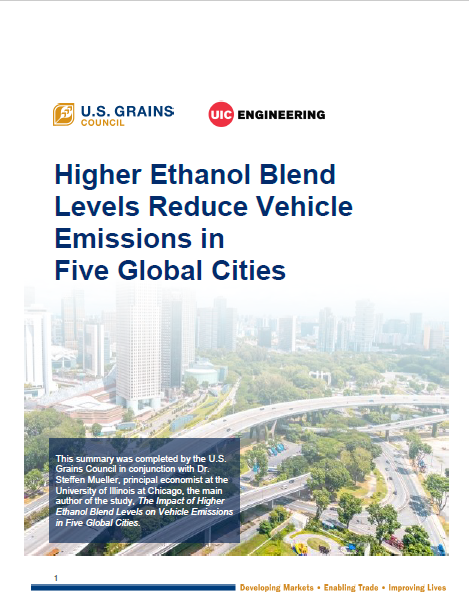 U.S. GRAINS
COUNCIL
UIC ENGINEERING
Higher Ethanol Blend
Levels Reduce Vehicle
Emissions in
Five Global Cities
This summary was completed by the U.S.
Grains Council in conjunction with Dr.
Steffen Mueller, principal economist at the
University of Illinois at Chicago, the main
author of the study, The Impact of Higher
Ethanol Blend Levels on Vehicle Emissions
in Five Global Cities.
1
Developing Markets • Enabling Trade • Improving Lives